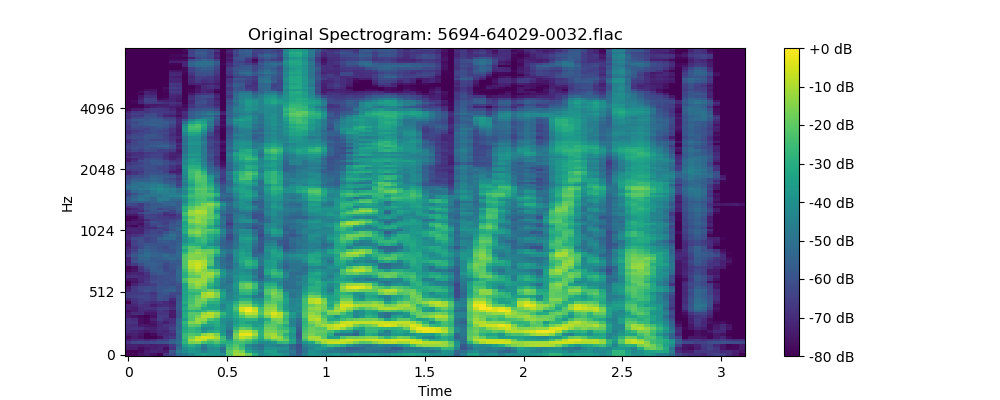 Original Spectrogram: 5694-64029-0032.flac
Hz
4096
2048
1024
512
0
0
0.5
1
1.5
2
2.5
3
Time
+0 dB
-10 dB
-20 dB
-30 dB
-40 dB
-50 dB
-60 dB
-70 dB
-80 dB